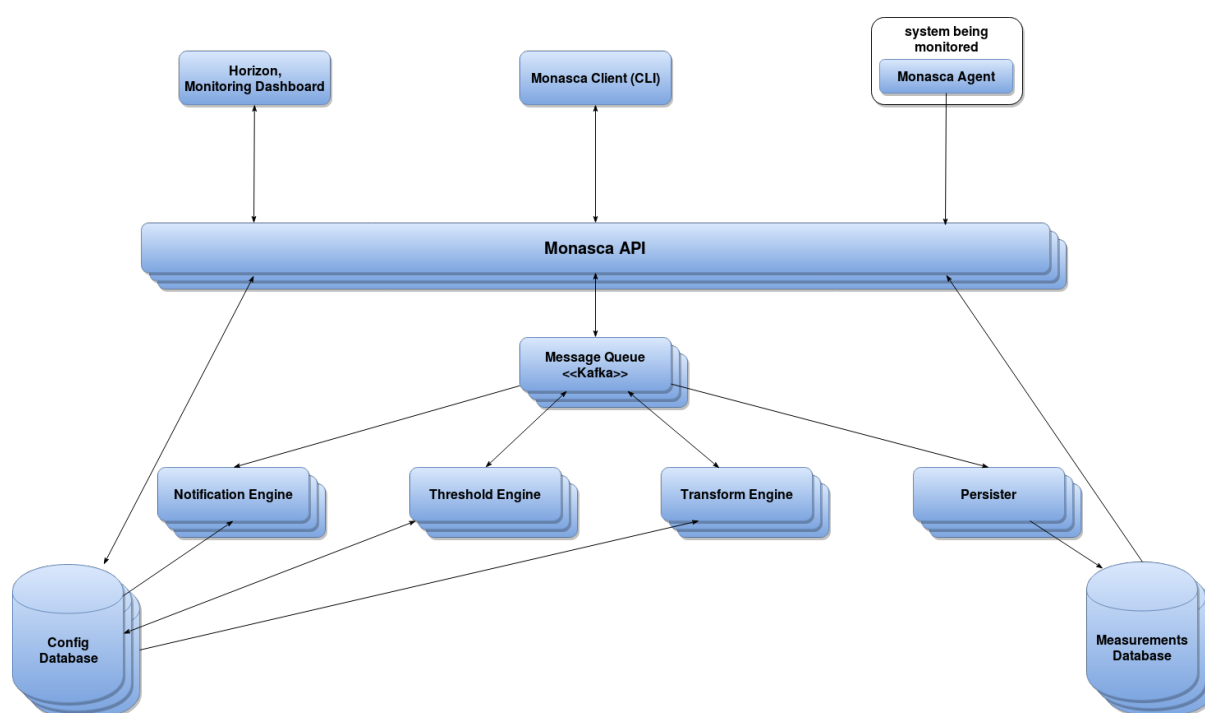 Horizon,
Monitoring Dashboard
Monasca Client (CLI)
system being
monitored
Monasca Agent
Monasca API
Message Queue
<<Kafka>>
Notification Engine
Threshold Engine
Transform Engine
Persister
Config
Database
Measurements
Database